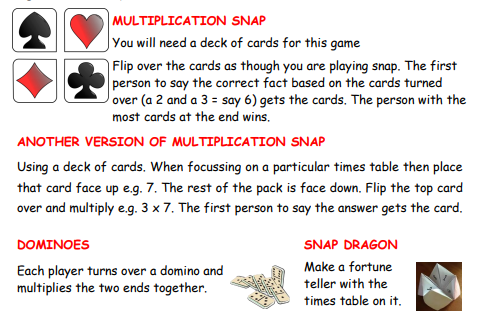 MULTIPLICATION SNAP
You will need a deck of cards for this game
Flip over the cards as though you are playing snap. The first
person to say the correct fact based on the cards turned
over (a 2 and a 3 = say 6) gets the cards. The person with the
most cards at the end wins.
ANOTHER VERSION OF MULTIPLICATION SNAP
Using a deck of cards. When focussing on a particular times table then place
that card face up e.g. 7. The rest of the pack is face down. Flip the top card
over and multiply e.g. 3 x 7. The first person to say the answer gets the card.
DOMINOES
Each player turns over a domino and
multiplies the two ends together.
SNAP DRAGON
Make a fortune
teller with the
times table on it.